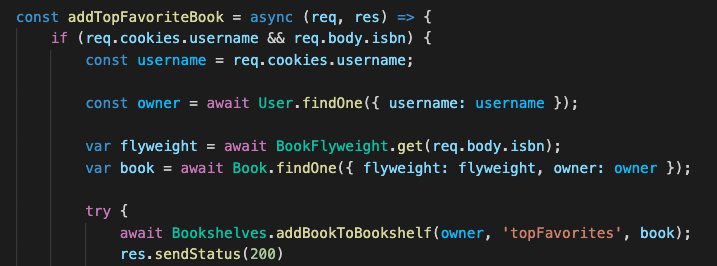 const addTopFavoriteBook = async (req, res) => {
    if (req.cookies.username && req.body.isbn) {
        const username = req.cookies.username;

        const owner = await User.findOne({ username: username });

        var flyweight = await BookFlyweight.get(req.body.isbn);
        var book = await Book.findOne({ flyweight: flyweight, owner: owner });

        try {
            await Bookshelves.addBookToBookshelf(owner, 'topFavorites', book);
            res.sendStatus(200)